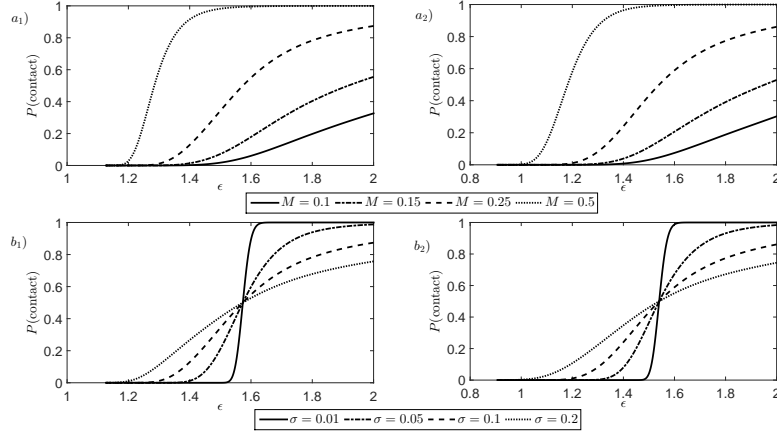 a1) a2)
1 1
0.8 0.8
0.6 0.6
0.4 0.4
0.2 0.2
0 0
P(contact) P(contact)
1 1.2 1.4 1.6 1.8 2 0.8 1 1.2 1.4 1.6 1.8 2
ϵ ϵ
M = 0.1 M = 0.15 M = 0.25 M = 0.5
b1) b2)
1 1
0.8 0.8
0.6 0.6
0.4 0.4
0.2 0.2
0 0
P(contact) P(contact)
1 1.2 1.4 1.6 1.8 2 0.8 1 1.2 1.4 1.6 1.8 2
ϵ ϵ
σ = 0.01 σ = 0.05 σ = 0.1 σ = 0.2